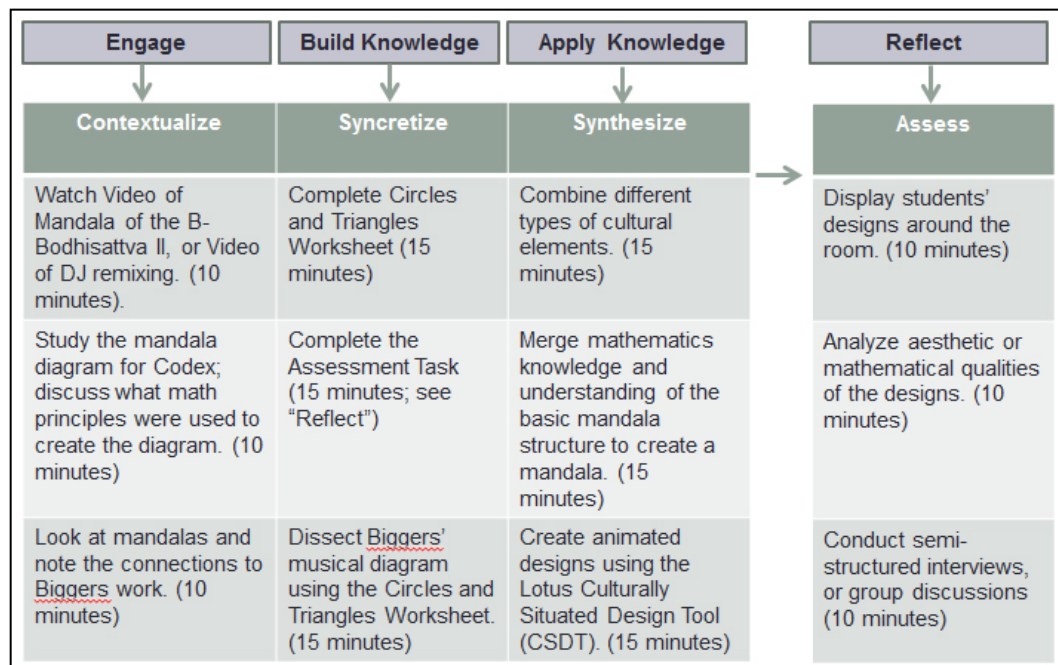 Engage
Build Knowledge
Apply Knowledge
Reflect
Contextualize
Syncretize
Synthesize
Assess
Watch Video of
Mandala of the B-
Bodhisattva II, or Video
of DJ remixing. (10
minutes).
Complete Circles
and Triangles
Worksheet (15
minutes)
Combine different
types of cultural
elements. (15
minutes)
Display students’
designs around the
room. (10 minutes)
Study the mandala
diagram for Codex;
discuss what math
principles were used to
create the diagram. (10
minutes)
Complete the
Assessment Task
(15 minutes; see
“Reflect”)
Merge mathematics
knowledge and
understanding of the
basic mandala
structure to create a
mandala. (15
minutes)
Analyze aesthetic or
mathematical qualities
of the designs. (10
minutes)
Look at mandalas and
note the connections to
Biggers work. (10
minutes)
Dissect Biggers’
musical diagram
using the Circles and
Triangles Worksheet.
(15 minutes)
Create animated
designs using the
Lotus Culturally
Situated Design Tool
(CSDT). (15 minutes)
Conduct semi-
structured interviews,
or group discussions
(10 minutes)